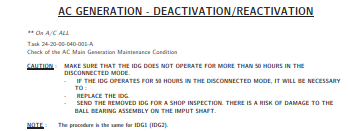 AC GENERATION - DEACTIVATION/REACTIVATION
** On A/C ALL
Task 24-20-00-040-001-A
Check of the AC Main Generation Maintenance Condition
CAUTION : MAKE SURE THAT THE IDG DOES NOT OPERATE FOR MORE THAN 50 HOURS IN THE
DISCONNECTED MODE.
- IF THE IDG OPERATES FOR 50 HOURS IN THE DISCONNECTED MODE, IT WILL BE NECESSARY
TO :
- REPLACE THE IDG.
- SEND THE REMOVED IDG FOR A SHOP INSPECTION. THERE IS A RISK OF DAMAGE TO THE
BALL BEARING ASSEMBLY ON THE IMPUT SHAFT.
NOTE : The procedure is the same for IDG1 (IDG2).